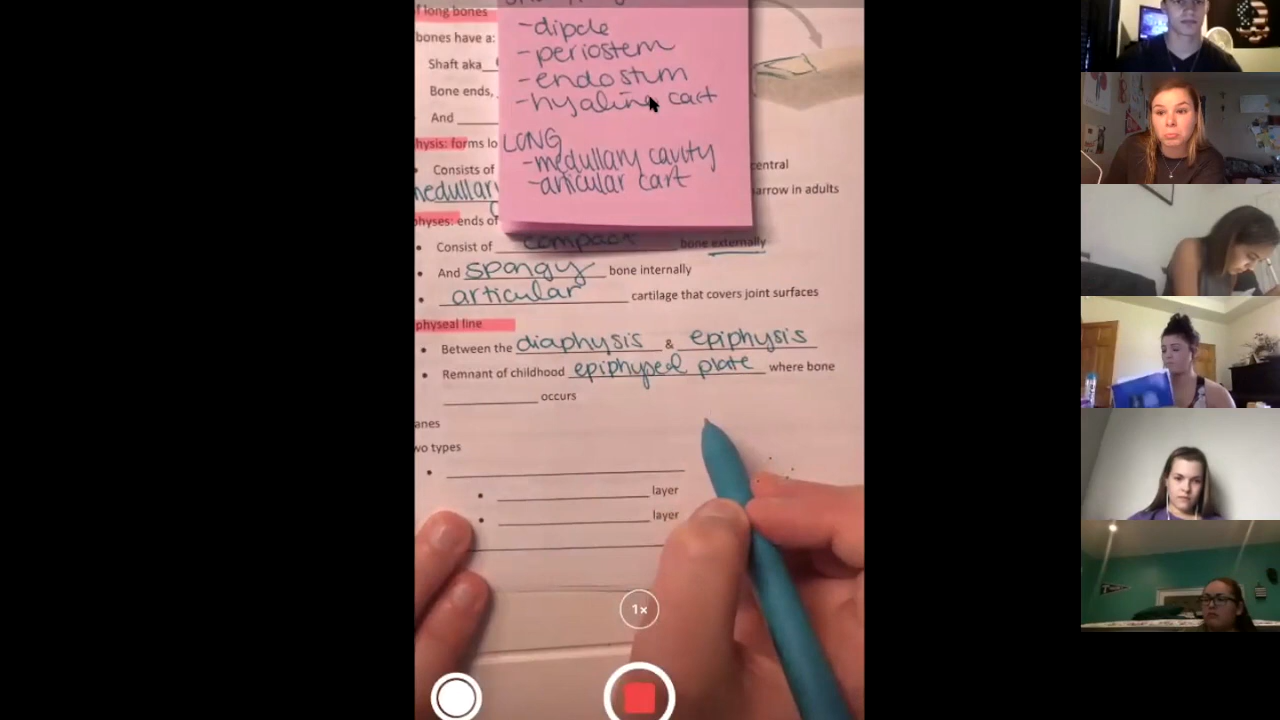 f long bones
- dipole
bones have a:
- periostem
Shaft aka
- endostum
Bone ends,
- hyaline cart
And
hysis: forms lo
LONG
- medullary cavity
Consists of
central
- articular cart
medullary
arrow in adults
physes: ends of
Consist of compact bone externally
And spongy bone internally
articular cartilage that covers joint surfaces
physeal line
Between the diaphysis & epiphysis
Remnant of childhood epiphyseal plate where bone
occurs
anes
wo types
layer
layer
1x